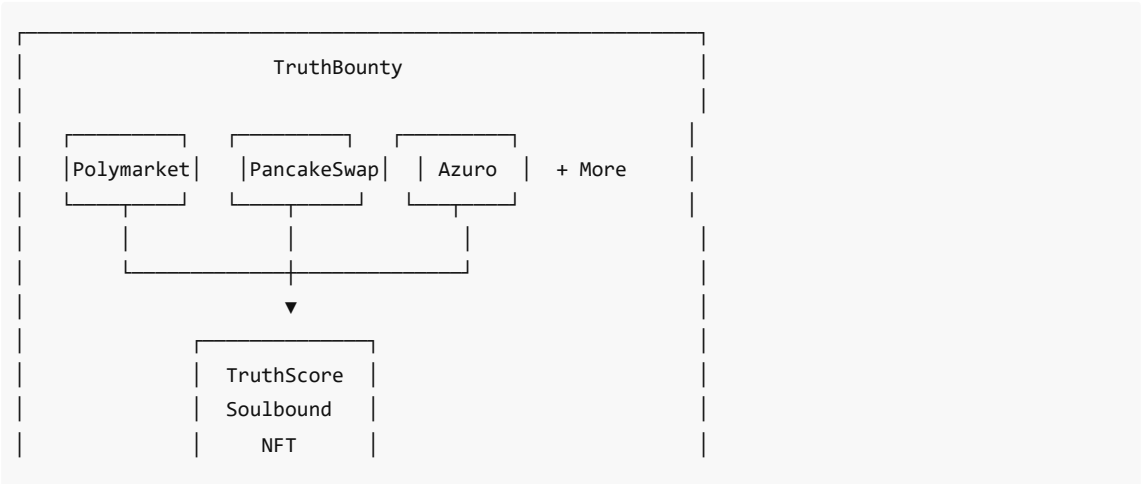 TruthBounty
Polymarket PancakeSwap Azuro + More
TruthScore
Soulbound
NFT